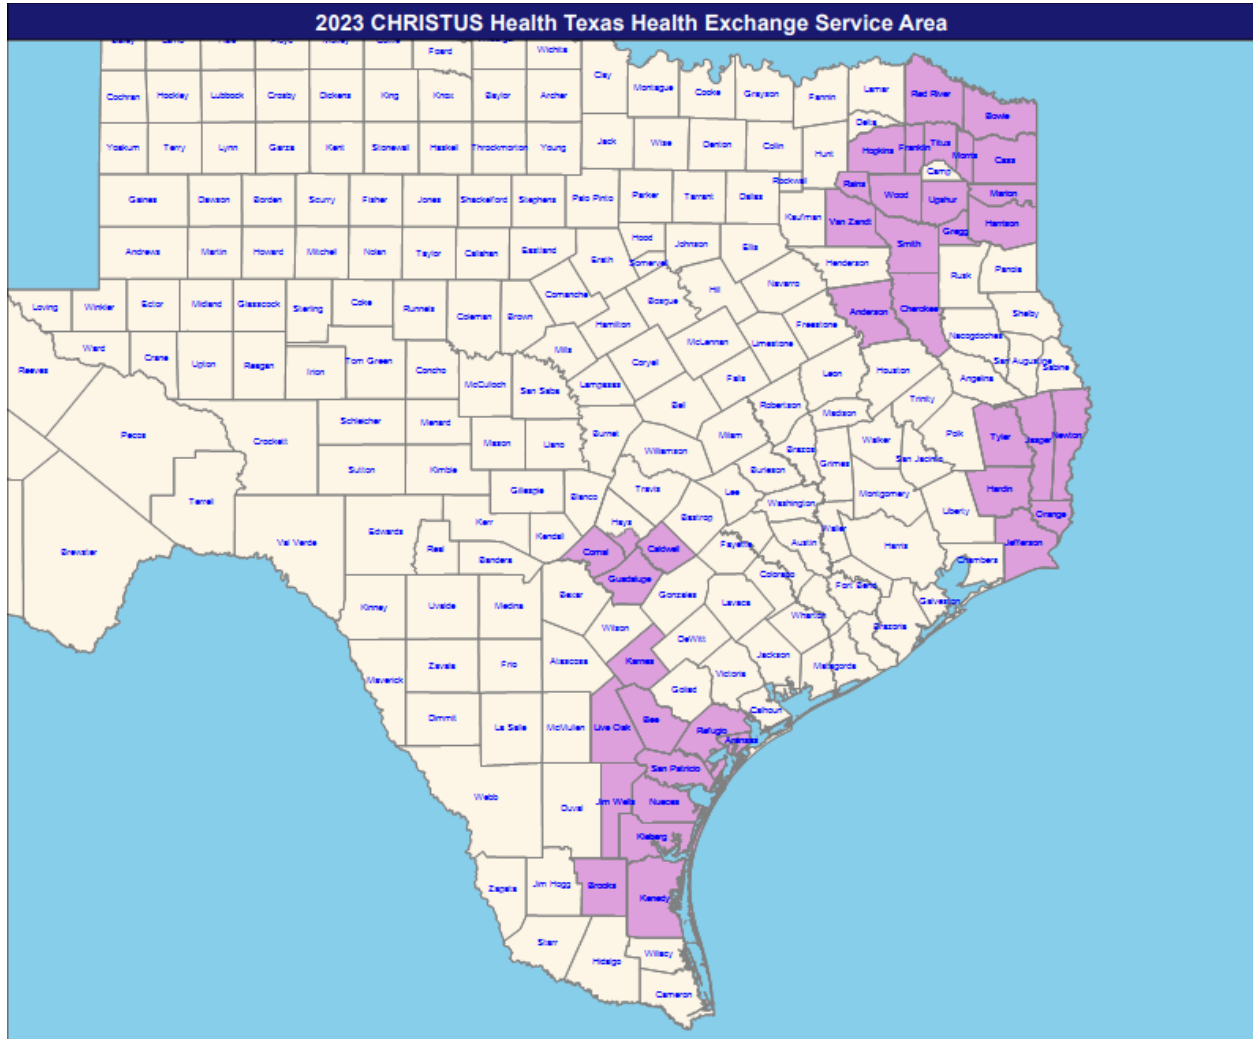 2023 CHRISTUS Health Texas Health Exchange Service Area
Foard
Wichita
Clay
Montague
Cooke
Grayson
Fannin
Lamar
Red River
Bowie
Cochran
Hockley
Lubbock
Crosby
Dickens
King
Knox
Baylor
Archer
Delta
Yoakum
Terry
Lynn
Garza
Kent
Stonewall
Haskell
Throckmorton
Young
Jack
Wise
Denton
Collin
Hunt
Hopkins
Franklin
Titus
Morris
Cass
Camp
Rockwall
Rains
Wood
Upshur
Marion
Gaines
Dawson
Borden
Scurry
Fisher
Jones
Shackelford
Stephens
Palo Pinto
Parker
Tarrant
Dallas
Kaufman
Van Zandt
Smith
Gregg
Harrison
Andrews
Martin
Howard
Mitchell
Nolan
Taylor
Callahan
Eastland
Erath
Hood
Somervell
Johnson
Ellis
Henderson
Rusk
Panola
Loving
Winkler
Ector
Midland
Glasscock
Sterling
Coke
Runnels
Coleman
Brown
Comanche
Hamilton
Bosque
Hill
Navarro
Freestone
Anderson
Cherokee
Nacogdoches
Shelby
San Augustine
Sabine
Reeves
Ward
Crane
Upton
Reagan
Irion
Tom Green
Concho
McCulloch
San Saba
Mills
Lampasas
Coryell
McLennan
Limestone
Falls
Leon
Houston
Angelina
Trinity
Pecos
Crockett
Schleicher
Menard
Mason
Llano
Burnet
Bell
Milam
Robertson
Madison
Walker
Polk
Tyler
Jasper
Newton
Terrell
Sutton
Kimble
Gillespie
Blanco
Williamson
Travis
Burleson
Brazos
Grimes
San Jacinto
Montgomery
Hardin
Liberty
Orange
Jefferson
Brewster
Val Verde
Edwards
Real
Kerr
Kendall
Bandera
Hays
Comal
Caldwell
Guadalupe
Bastrop
Lee
Washington
Fayette
Austin
Waller
Harris
Chambers
Kinney
Uvalde
Medina
Bexar
Wilson
Gonzales
Lavaca
Colorado
Wharton
Fort Bend
Brazoria
Galveston
Maverick
Zavala
Frio
Atascosa
Karnes
DeWitt
Goliad
Victoria
Jackson
Matagorda
Calhoun
Dimmit
La Salle
McMullen
Live Oak
Bee
Refugio
Aransas
San Patricio
Webb
Duval
Jim Wells
Nueces
Kleberg
Zapata
Jim Hogg
Brooks
Kenedy
Starr
Hidalgo
Willacy
Cameron